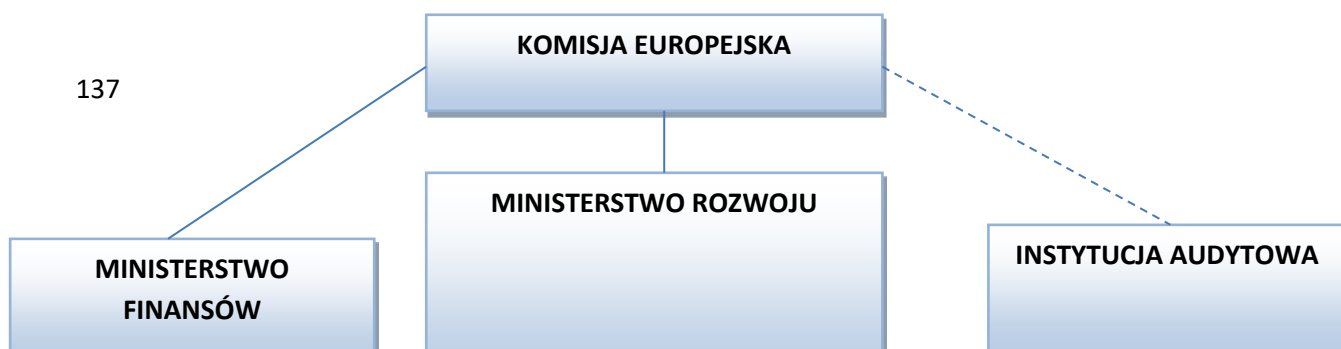 KOMISJA EUROPEJSKA
137
MINISTERSTWO ROZWOJU
MINISTERSTWO
FINANSÓW
INSTYTUCJA AUDYTOWA